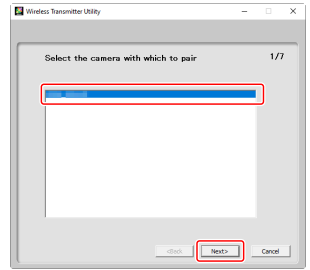 Wireless Transmitter Utility
Select the camera with which to pair 1/7
<Back Next> Cancel